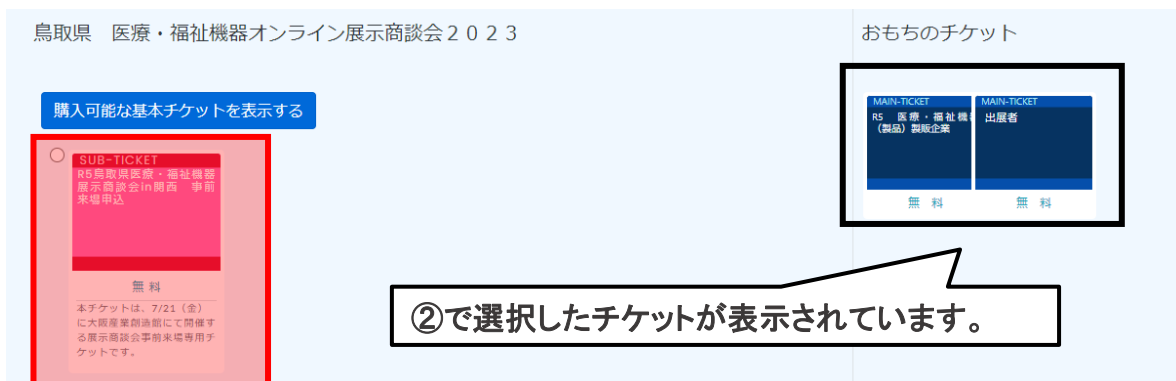 鳥取県　医療・福祉機器オンライン展示商談会２０２３
おもちのチケット
購入可能な基本チケットを表示する
SUB-TICKET
R5鳥取県医療・福祉機器
展示商談会in関西　事前
来場申込
無 料
本チケットは、7/21（金）
に大阪産業創造館にて開催す
る展示商談会事前来場専用チ
ケットです。
MAIN-TICKET
R5　医療・福祉機
（製品）製販企業
無 料
MAIN-TICKET
出展者
無 料
②で選択したチケットが表示されています。